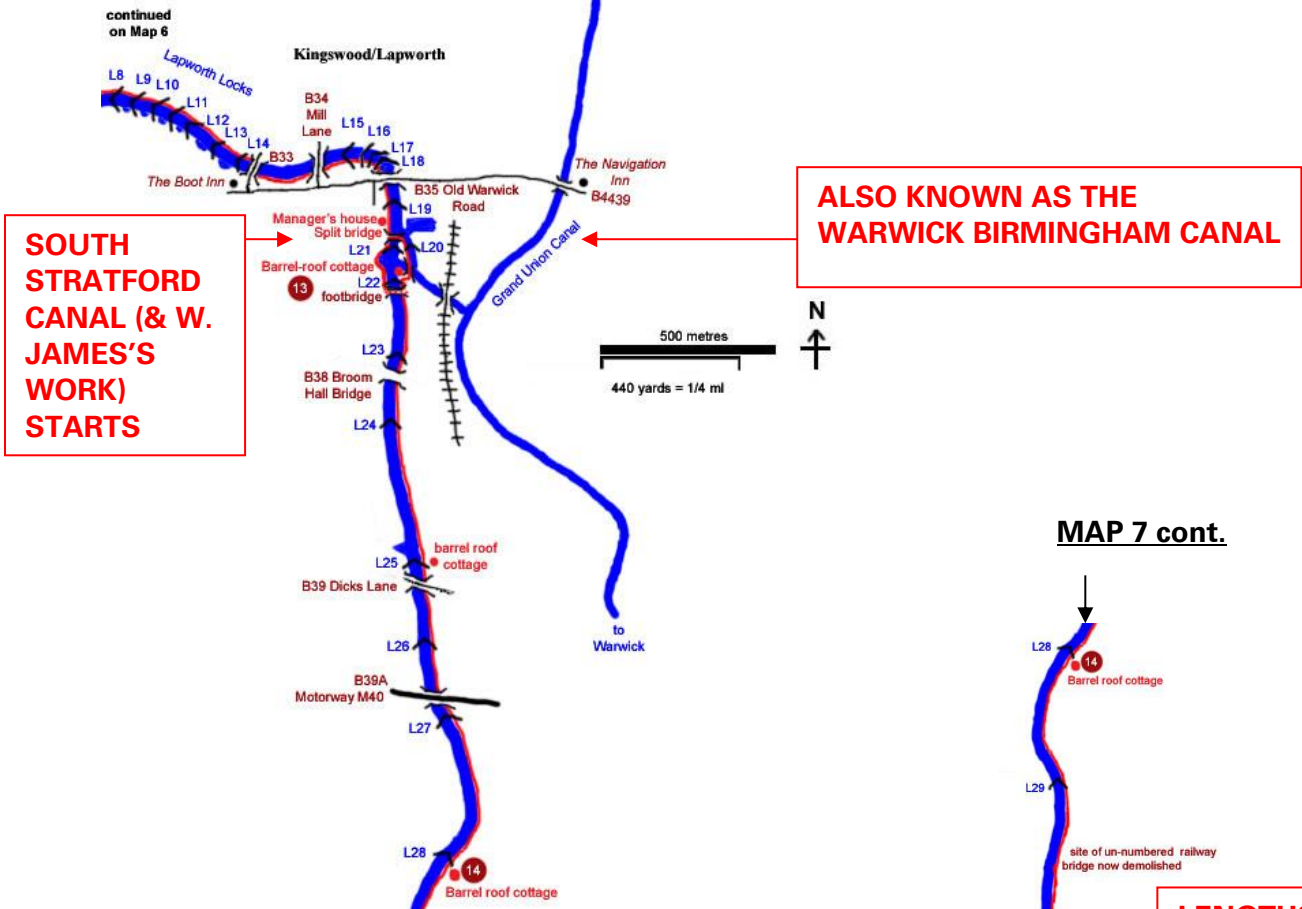 continued
on Map 6
Lapworth Locks
Kingswood/Lapworth
L8
L9
L10
L11
L12
L13
L14
B33
B34
Mill
Lane
L15
L16
L17
L18
The Boot Inn
The Navigation
Inn
B4439
B35 Old Warwick
Road
L19
Manager's house
Split bridge
L20
L21
Barrel-roof cottage
13
L22
footbridge
Grand Union Canal
SOUTH
STRATFORD
CANAL (& W.
JAMES'S
WORK)
STARTS
ALSO KNOWN AS THE
WARWICK BIRMINGHAM CANAL
N
500 metres
440 yards = 1/4 ml
L23
B38 Broom
Hall Bridge
L24
L25
barrel roof
cottage
B39 Dicks Lane
L26
to
Warwick
B39A
Motorway M40
L27
L28
14
Barrel roof cottage
MAP 7 cont.
L28
14
Barrel roof cottage
L29
site of un-numbered railway
bridge now demolished